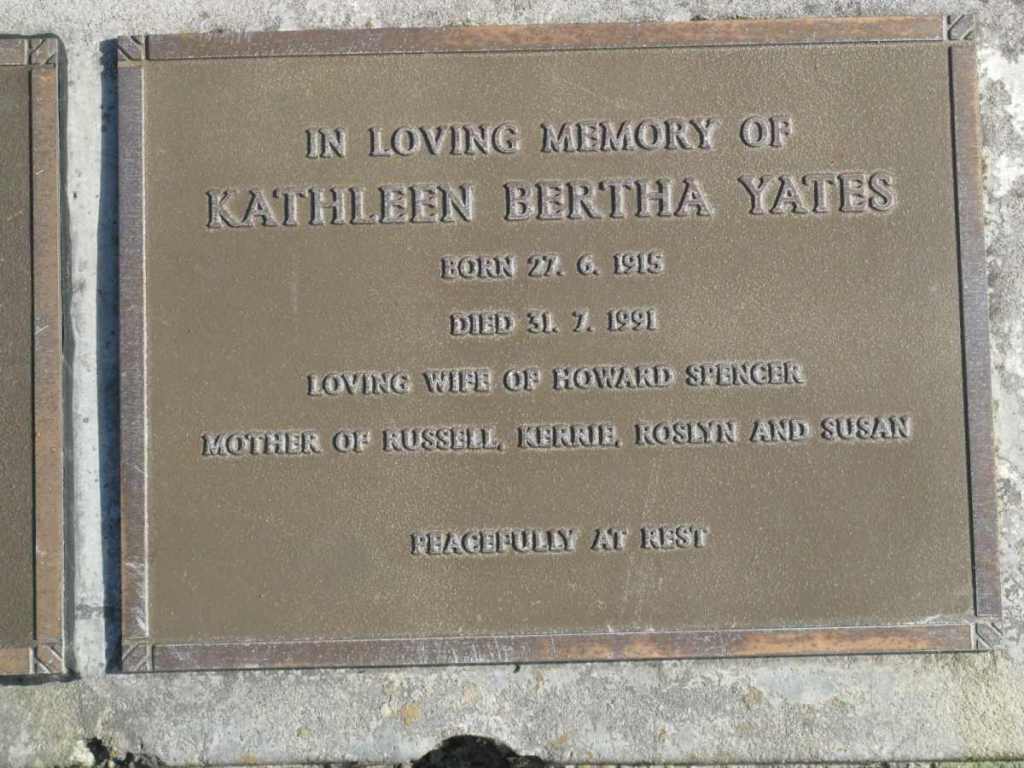 IN LOVING MEMORY OF
KATHLEEN BERTHA YATES
BORN 27. 6. 1915
DIED 31. 7. 1991
LOVING WIFE OF HOWARD SPENCER
MOTHER OF RUSSELL, KERRIE, ROSLYN AND SUSAN
PEACEFULLY AT REST